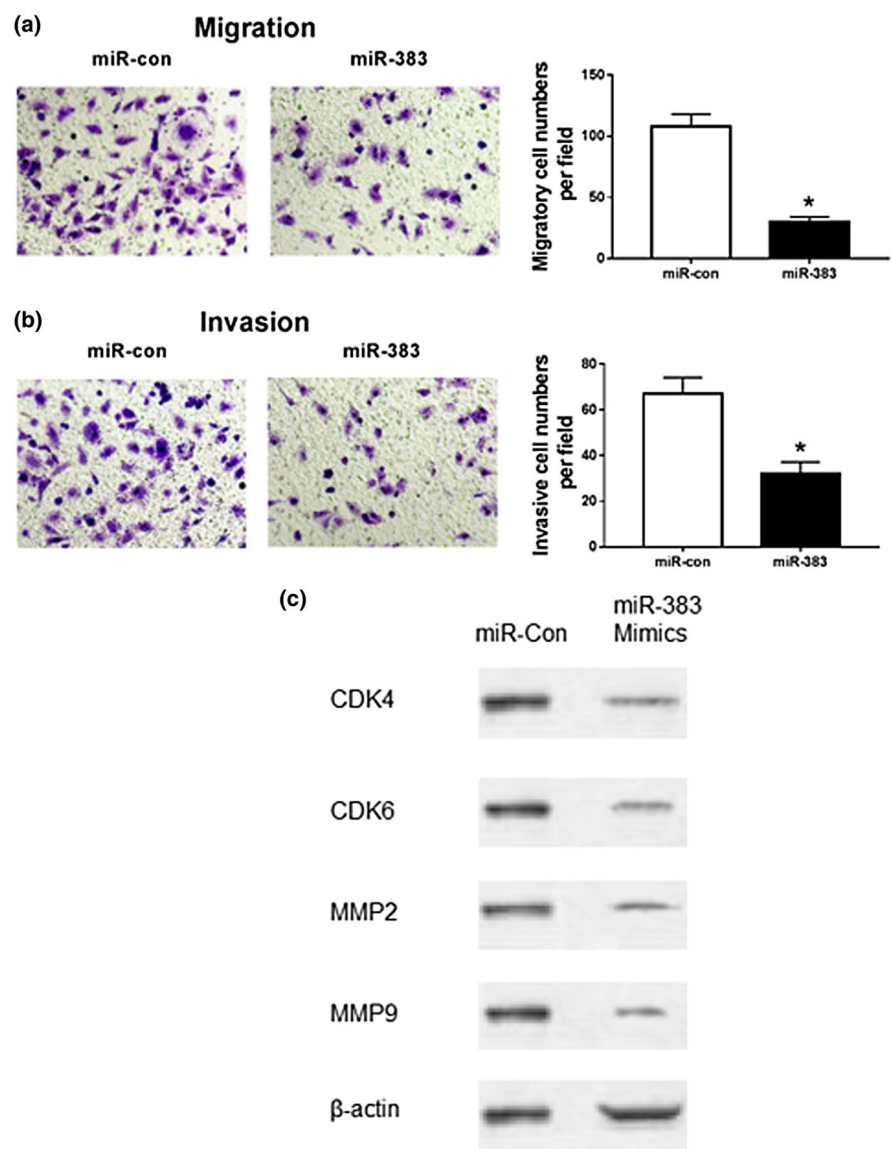 (a)
Migration
miR-con
miR-383
Migratory cell numbers
per field
150
100
50
0
*
miR-con
miR-383
(b)
Invasion
miR-con
miR-383
Invasive cell numbers
per field
80
60
40
20
0
*
miR-con
miR-383
(c)
miR-Con
miR-383
Mimics
CDK4
CDK6
MMP2
MMP9
β-actin